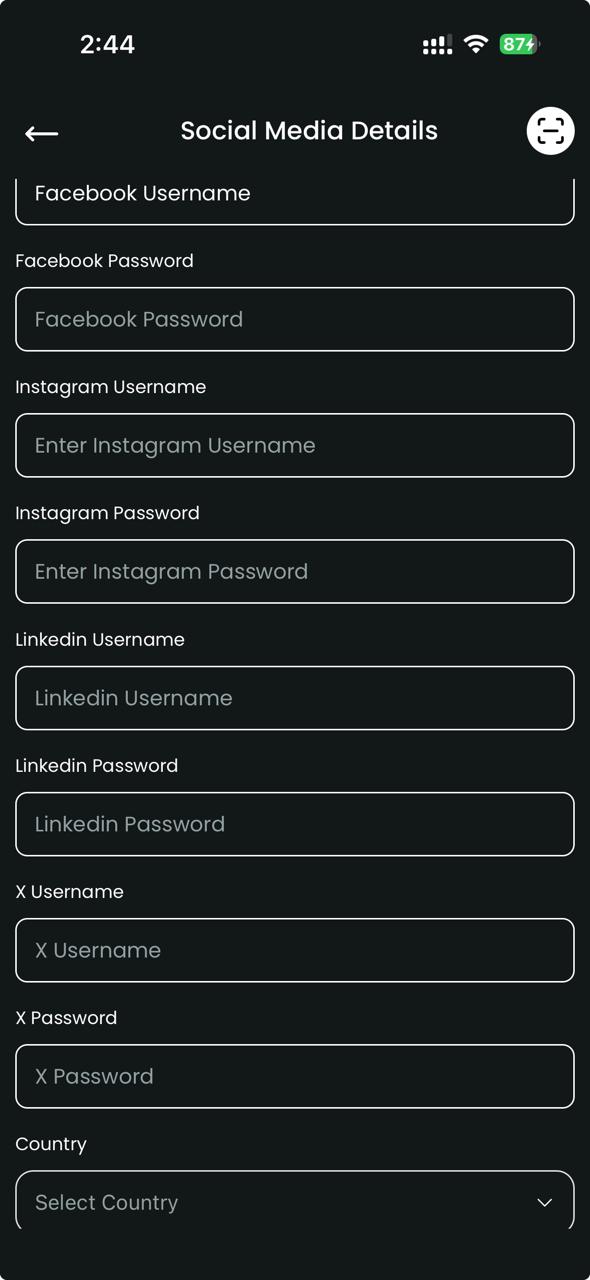 2:44
87
Social Media Details
Facebook Username
Facebook Password
Facebook Password
Instagram Username
Enter Instagram Username
Instagram Password
Enter Instagram Password
Linkedin Username
Linkedin Username
Linkedin Password
Linkedin Password
X Username
X Username
X Password
X Password
Country
Select Country